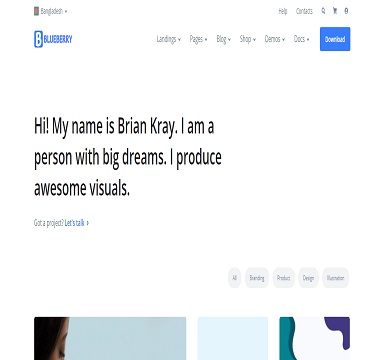 Bangladesh
Help Contacts
BLUEBERRY
Landings Pages Blog Shop Demos Docs Download
Hi! My name is Brian Kray. I am a
person with big dreams. I produce
awesome visuals.
Got a project? Let's talk
All Branding Product Design Illustration